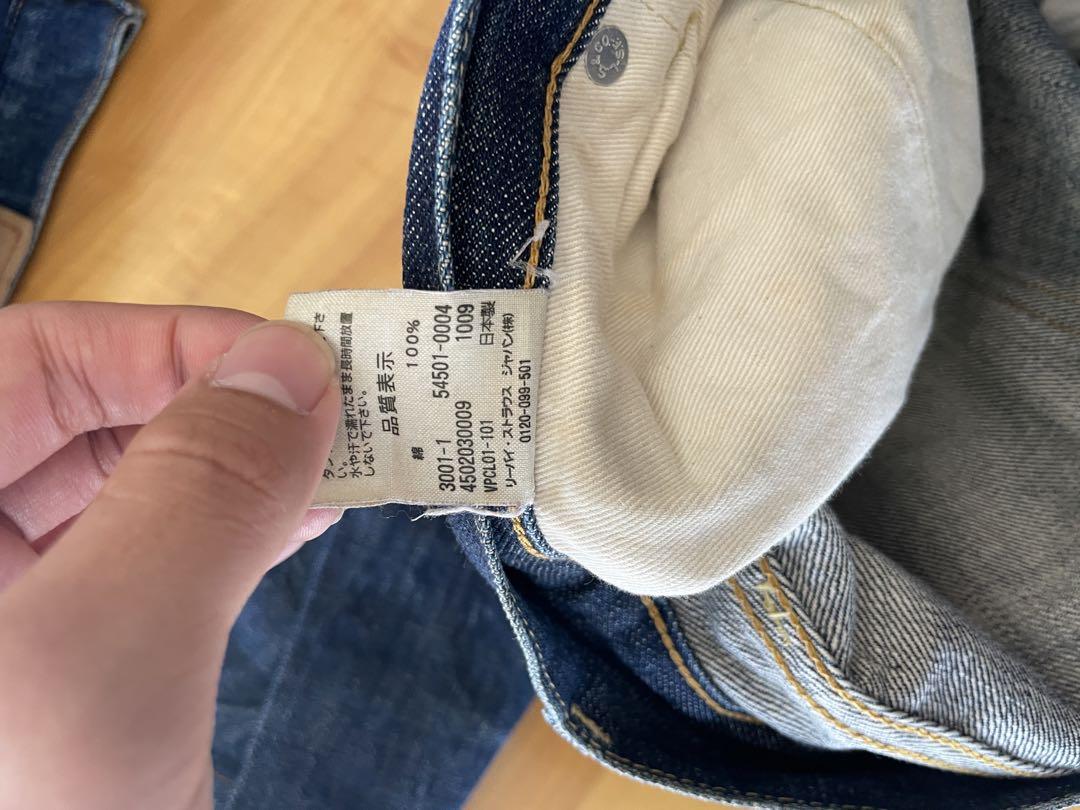 い。
水や汗で濡れたまま長時間放置
しないで下さい。
品質表示
綿 100%
3001-1 54501-0004
4502030009 1009
VPCL01-101 日本製
リーバイ・ストラウス ジャパン(株)
0120-099-501